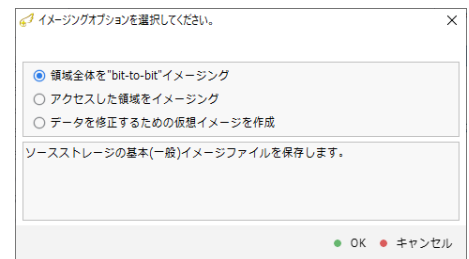 イメージングオプションを選択してください。
領域全体を"bit-to-bit"イメージング
アクセスした領域をイメージング
データを修正するための仮想イメージを作成
ソースストレージの基本(一般)イメージファイルを保存します。
OK キャンセル